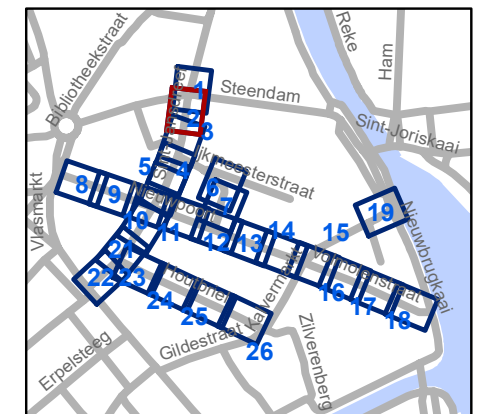 Bibliotheekstraat
Reke
Ham
Steendam
Sint-Joriskaai
Vlasmarkt
Nieuwbrugkaai
Kalvermarkt
Gildestraat
Zilverenberg
Erpelsteeg
1
2
3
4
5
6
7
8
9
10
11
12
13
14
15
16
17
18
19
21
22
23
24
25
26